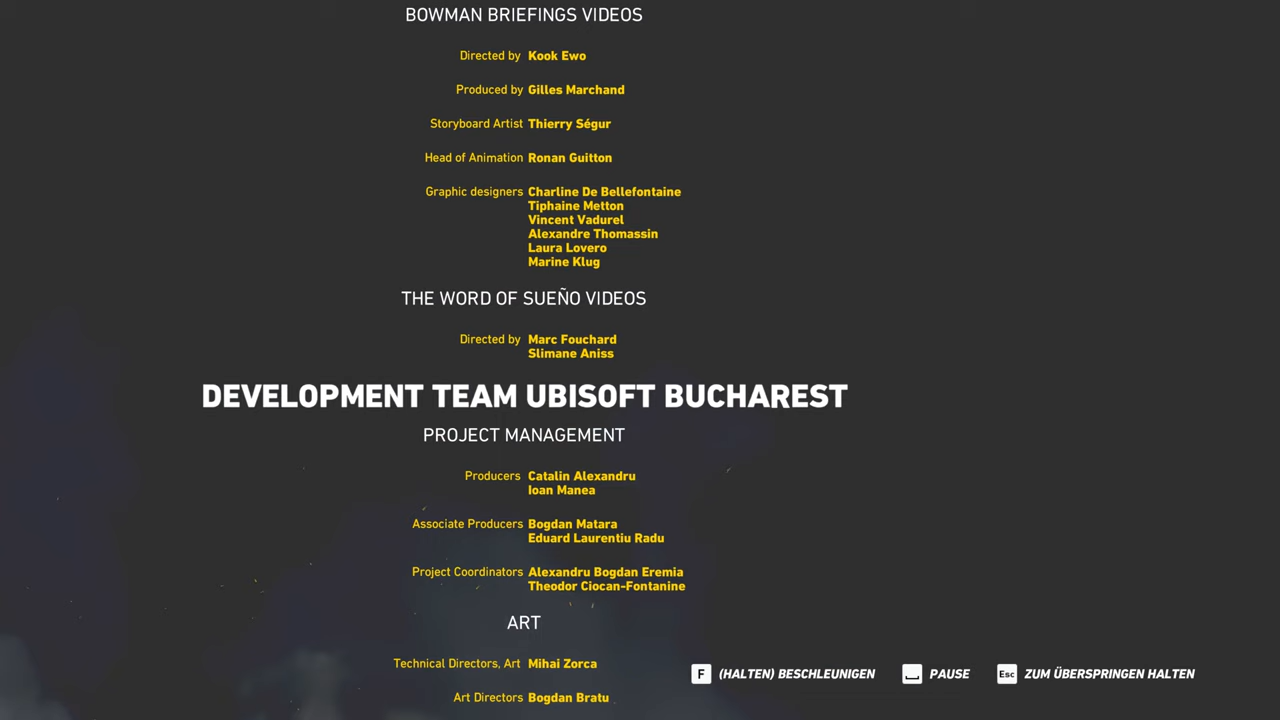 BOWMAN BRIEFINGS VIDEOS
Directed by Kook Ewo
Produced by Gilles Marchand
Storyboard Artist Thierry Ségur
Head of Animation Ronan Guitton
Graphic designers Charline De Bellefontaine
Tiphaine Metton
Vincent Vadurel
Alexandre Thomassin
Laura Lovero
Marine Klug
THE WORD OF SUEÑO VIDEOS
Directed by Marc Fouchard
Slimane Aniss
DEVELOPMENT TEAM UBISOFT BUCHAREST
PROJECT MANAGEMENT
Producers Catalin Alexandru
Ioan Manea
Associate Producers Bogdan Matara
Eduard Laurentiu Radu
Project Coordinators Alexandru Bogdan Eremia
Theodor Ciocan-Fontanine
ART
Technical Directors, Art Mihai Zorca
Art Directors Bogdan Bratu
F (HALTEN) BESCHLEUNIGEN PAUSE Esc ZUM ÜBERSPRINGEN HALTEN